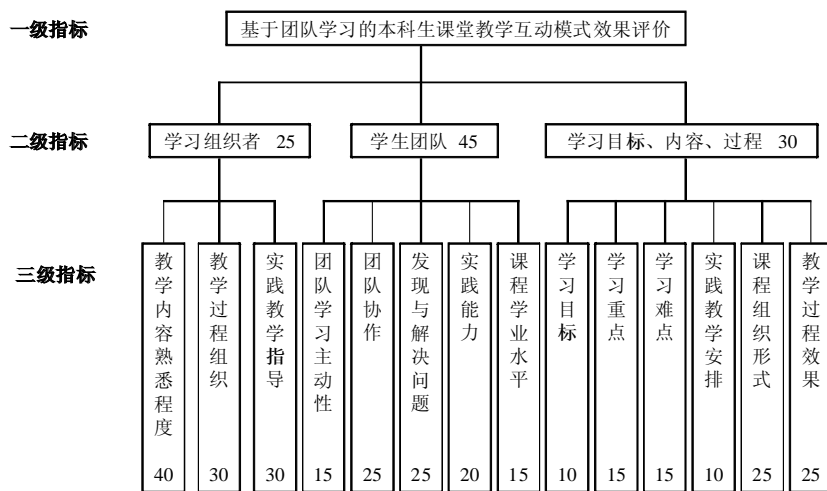 一级指标
基于团队学习的本科生课堂教学互动模式效果评价
二级指标
学习组织者 25
学生团队 45
学习目标、内容、过程 30
三级指标
教学内容熟悉程度 40
教学过程组织 30
实践教学指导 30
团队学习主动性 15
团队协作 25
发现与解决问题 25
实践能力 20
课程学业水平 15
学习目标 10
学习重点 15
学习难点 15
实践教学安排 10
课程组织形式 25
教学过程效果 25